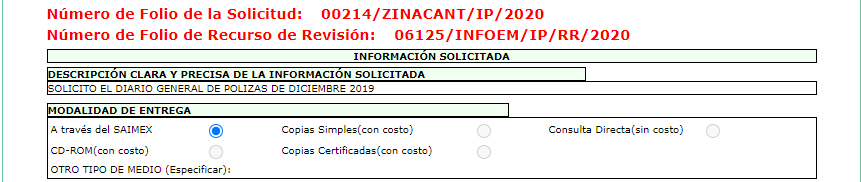 Número de Folio de la Solicitud: 00214/ZINACANT/IP/2020
Número de Folio de Recurso de Revisión: 06125/INFOEM/IP/RR/2020
INFORMACIÓN SOLICITADA
DESCRIPCIÓN CLARA Y PRECISA DE LA INFORMACIÓN SOLICITADA
SOLICITO EL DIARIO GENERAL DE POLIZAS DE DICIEMBRE 2019
MODALIDAD DE ENTREGA
A través del SAIMEX Copias Simples(con costo) Consulta Directa(sin costo)
CD-ROM(con costo) Copias Certificadas(con costo)
OTRO TIPO DE MEDIO (Especificar):